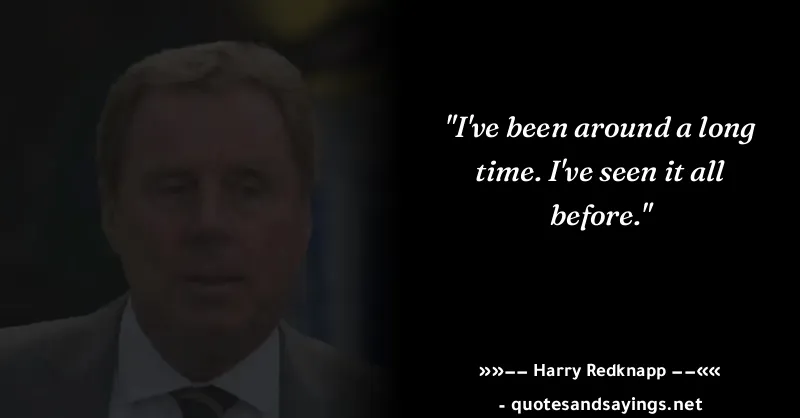 "I've been around a long
time. I've seen it all
before."
»»–– Harry Redknapp ––««
- quotesandsayings.net